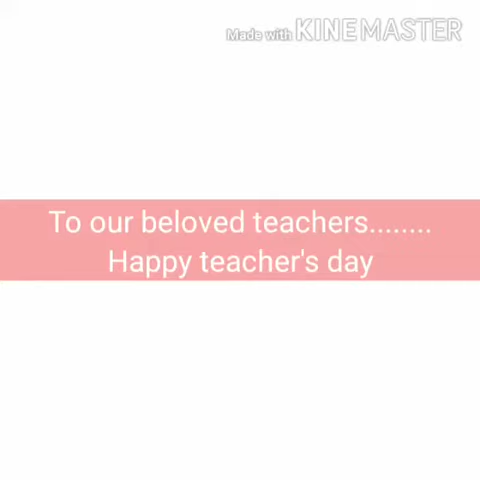 Made with KINEMASTER
To our beloved teachers........
Happy teacher's day